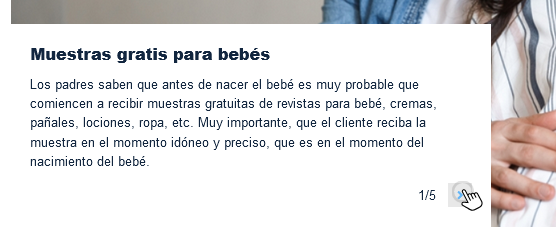 Muestras gratis para bebés
Los padres saben que antes de nacer el bebé es muy probable que
comiencen a recibir muestras gratuitas de revistas para bebé, cremas,
pañales, lociones, ropa, etc. Muy importante, que el cliente reciba la
muestra en el momento idóneo y preciso, que es en el momento del
nacimiento del bebé.
1/5